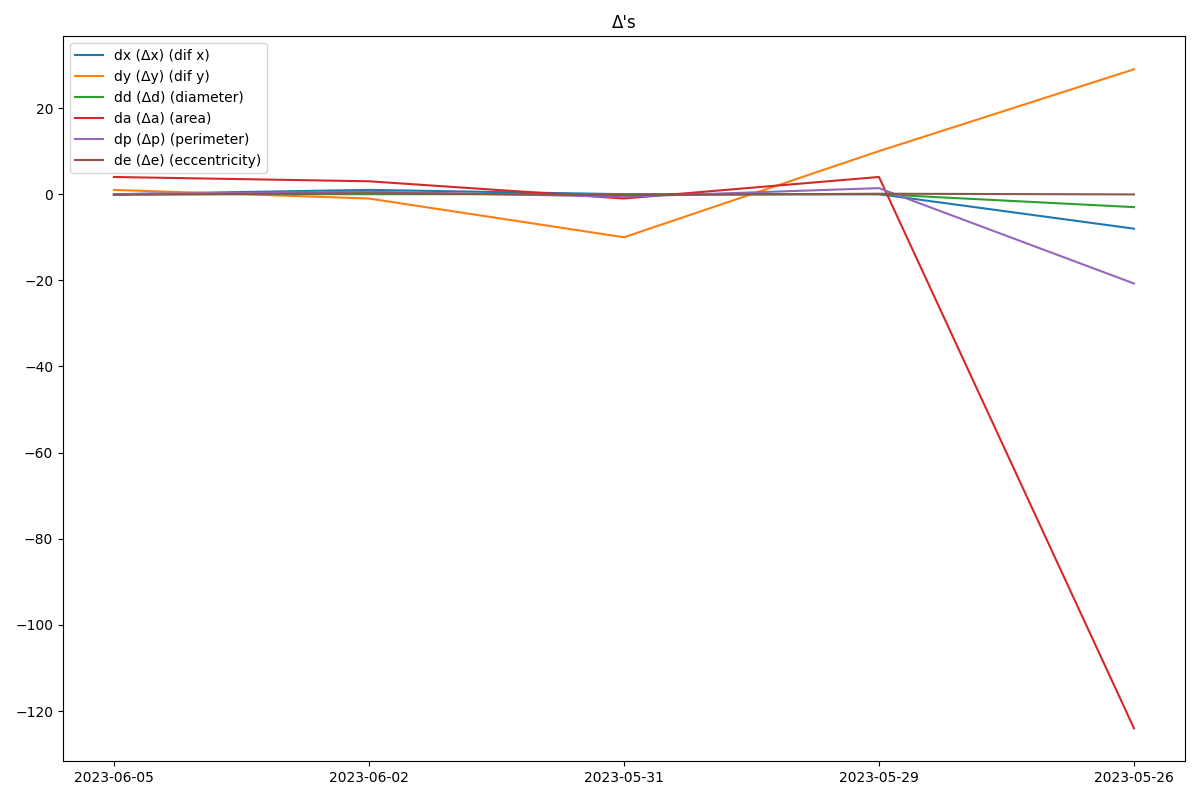 Δ's
dx (Δx) (dif x)
dy (Δy) (dif y)
dd (Δd) (diameter)
da (Δa) (area)
dp (Δp) (perimeter)
de (Δe) (eccentricity)
20
0
−20
−40
−60
−80
−100
−120
2023-06-05 2023-06-02 2023-05-31 2023-05-29 2023-05-26